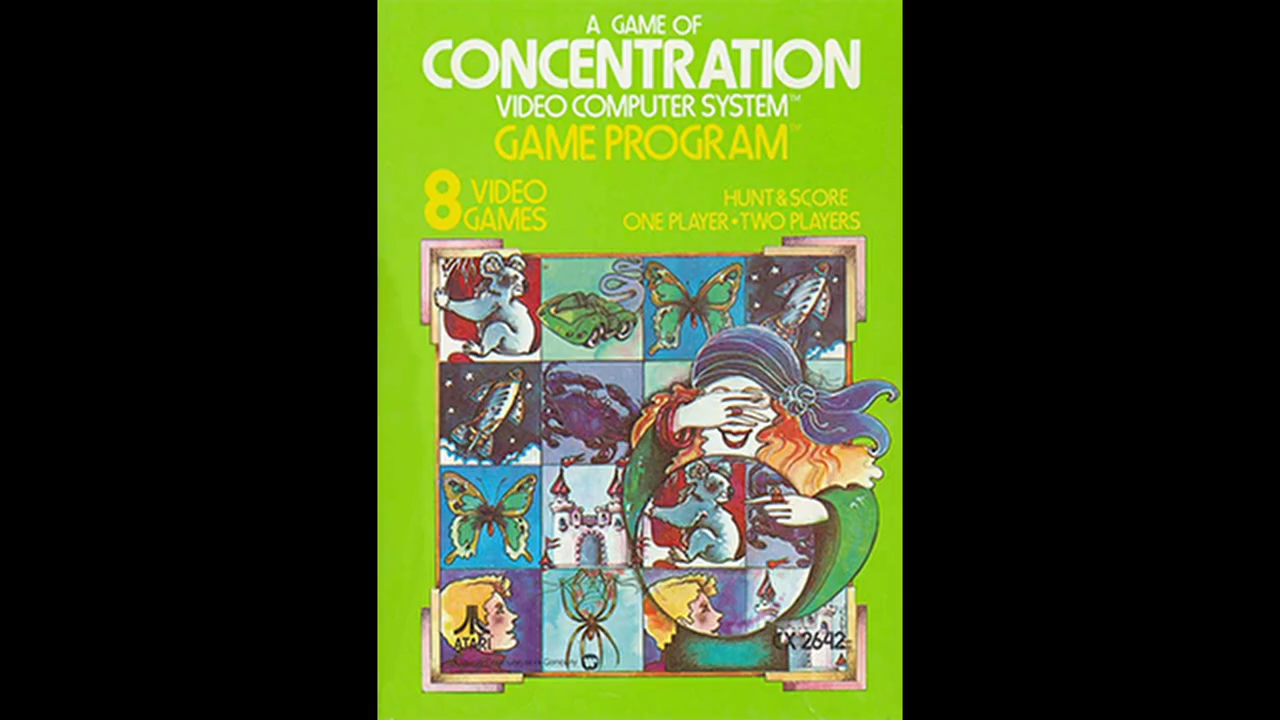 A GAME OF
CONCENTRATION
VIDEO COMPUTER SYSTEM™
GAME PROGRAM™
8 VIDEO GAMES
HUNT & SCORE
ONE PLAYER • TWO PLAYERS
ATARI
CX 2642